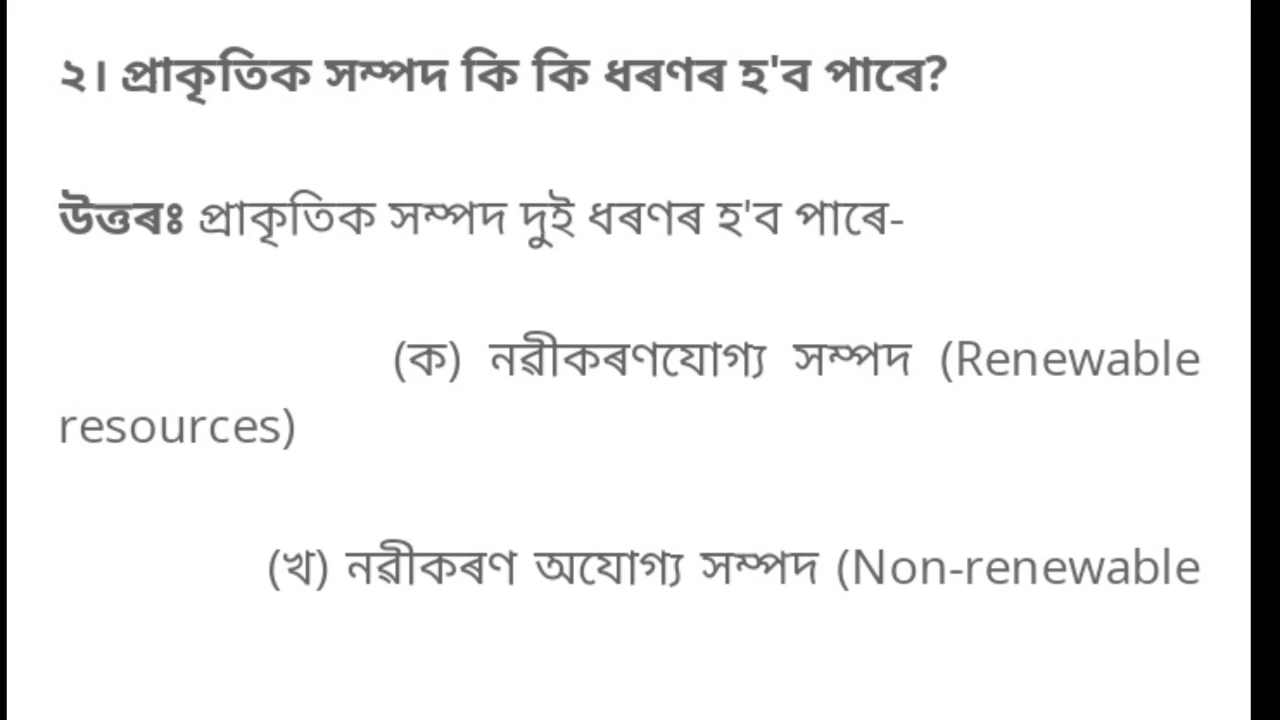 ২। প্ৰাকৃতিক সম্পদ কি কি ধৰণৰ হ'ব পাৰে?
উত্তৰঃ প্ৰাকৃতিক সম্পদ দুই ধৰণৰ হ'ব পাৰে-
(ক) নৱীকৰণযোগ্য সম্পদ (Renewable
resources)
(খ) নৱীকৰণ অযোগ্য সম্পদ (Non-renewable